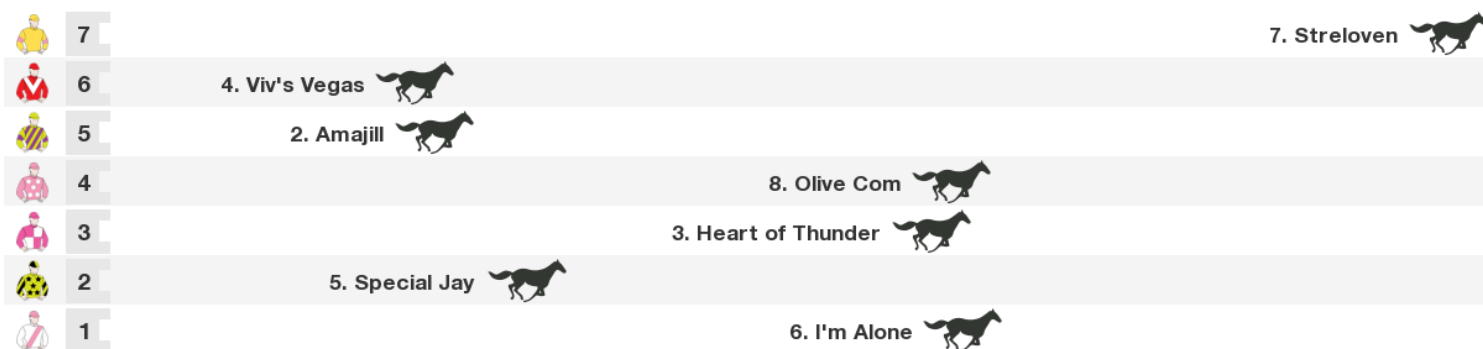 7 7. Streloven
6 4. Viv's Vegas
5 2. Amajill
4 8. Olive Com
3 3. Heart of Thunder
2 5. Special Jay
1 6. I'm Alone